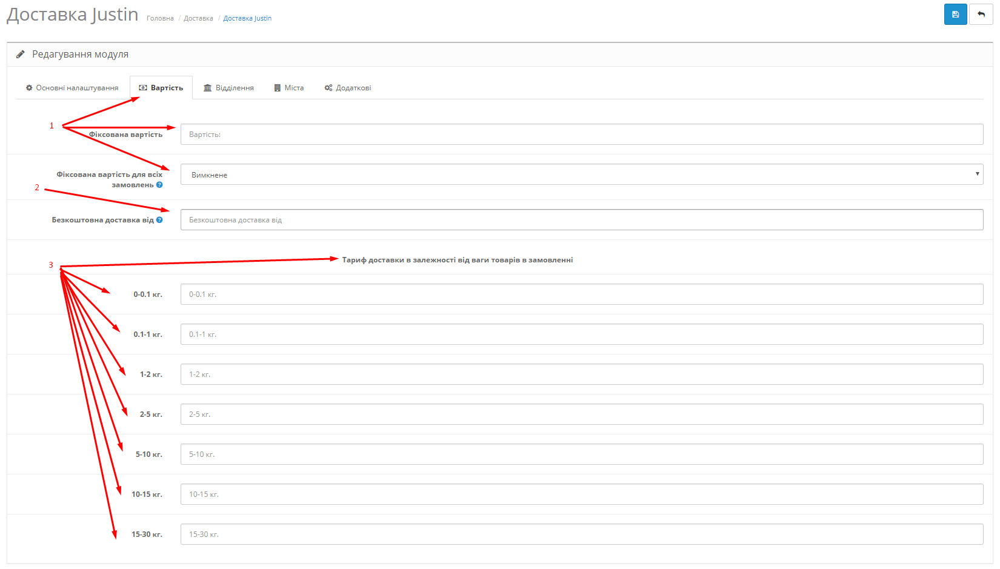 Доставка Justin Головна / Доставка / Доставка Justin
Редагування модуля
Основні налаштування Вартість Відділення Міста Додаткові
1
Фіксована вартість Вартість:
Фіксована вартість для всіх
замовлень ? Вимкнене
2
Безкоштовна доставка від ? Безкоштовна доставка від
3
Тариф доставки в залежності від ваги товарів в замовленні
0-0.1 кг. 0-0.1 кг.
0.1-1 кг. 0.1-1 кг.
1-2 кг. 1-2 кг.
2-5 кг. 2-5 кг.
5-10 кг. 5-10 кг.
10-15 кг. 10-15 кг.
15-30 кг. 15-30 кг.